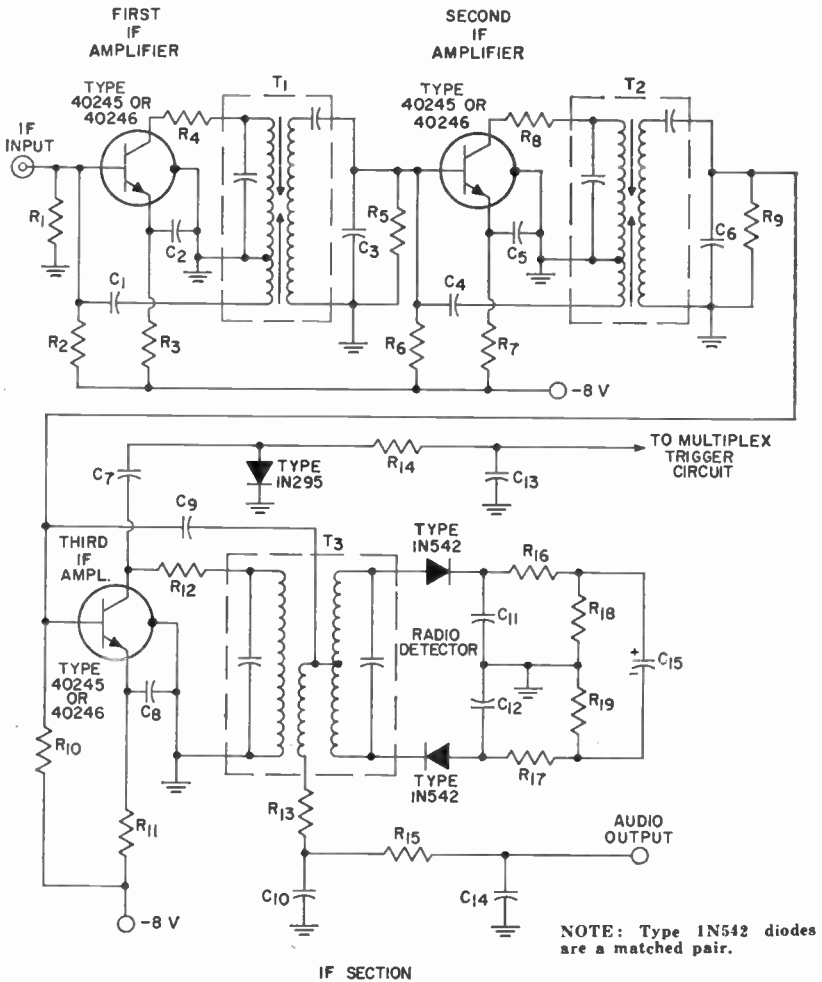 FIRST
IF
AMPLIFIER
SECOND
IF
AMPLIFIER
TYPE
40245 OR
40246
T1
TYPE
40245 OR
40246
T2
IF
INPUT
R4
R8
R1
C2
R5
C3
C5
C6
R9
C1
C4
R2
R3
R6
R7
-8 V
C7
TYPE
IN295
R14
C13
TO MULTIPLEX
TRIGGER
CIRCUIT
C9
THIRD
IF
AMPL.
R12
T3
TYPE
IN542
R16
C11
R18
RADIO
DETECTOR
+
C15
-
TYPE
40245
OR
40246
C8
C12
R19
R10
R17
TYPE
IN542
R13
R11
R15
AUDIO
OUTPUT
C10
C14
-8 V
NOTE: Type 1N542 diodes
are a matched pair.
IF SECTION